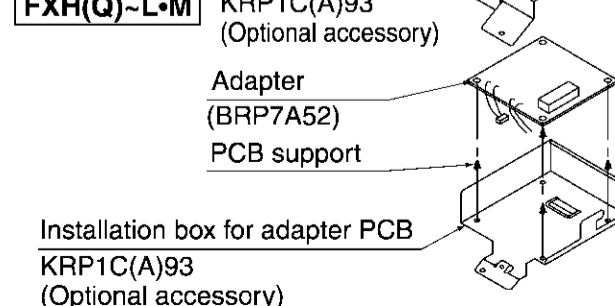 FXH(Q)~L•M
KRP1C(A)93
(Optional accessory)
Adapter
(BRP7A52)
PCB support
Installation box for adapter PCB
KRP1C(A)93
(Optional accessory)